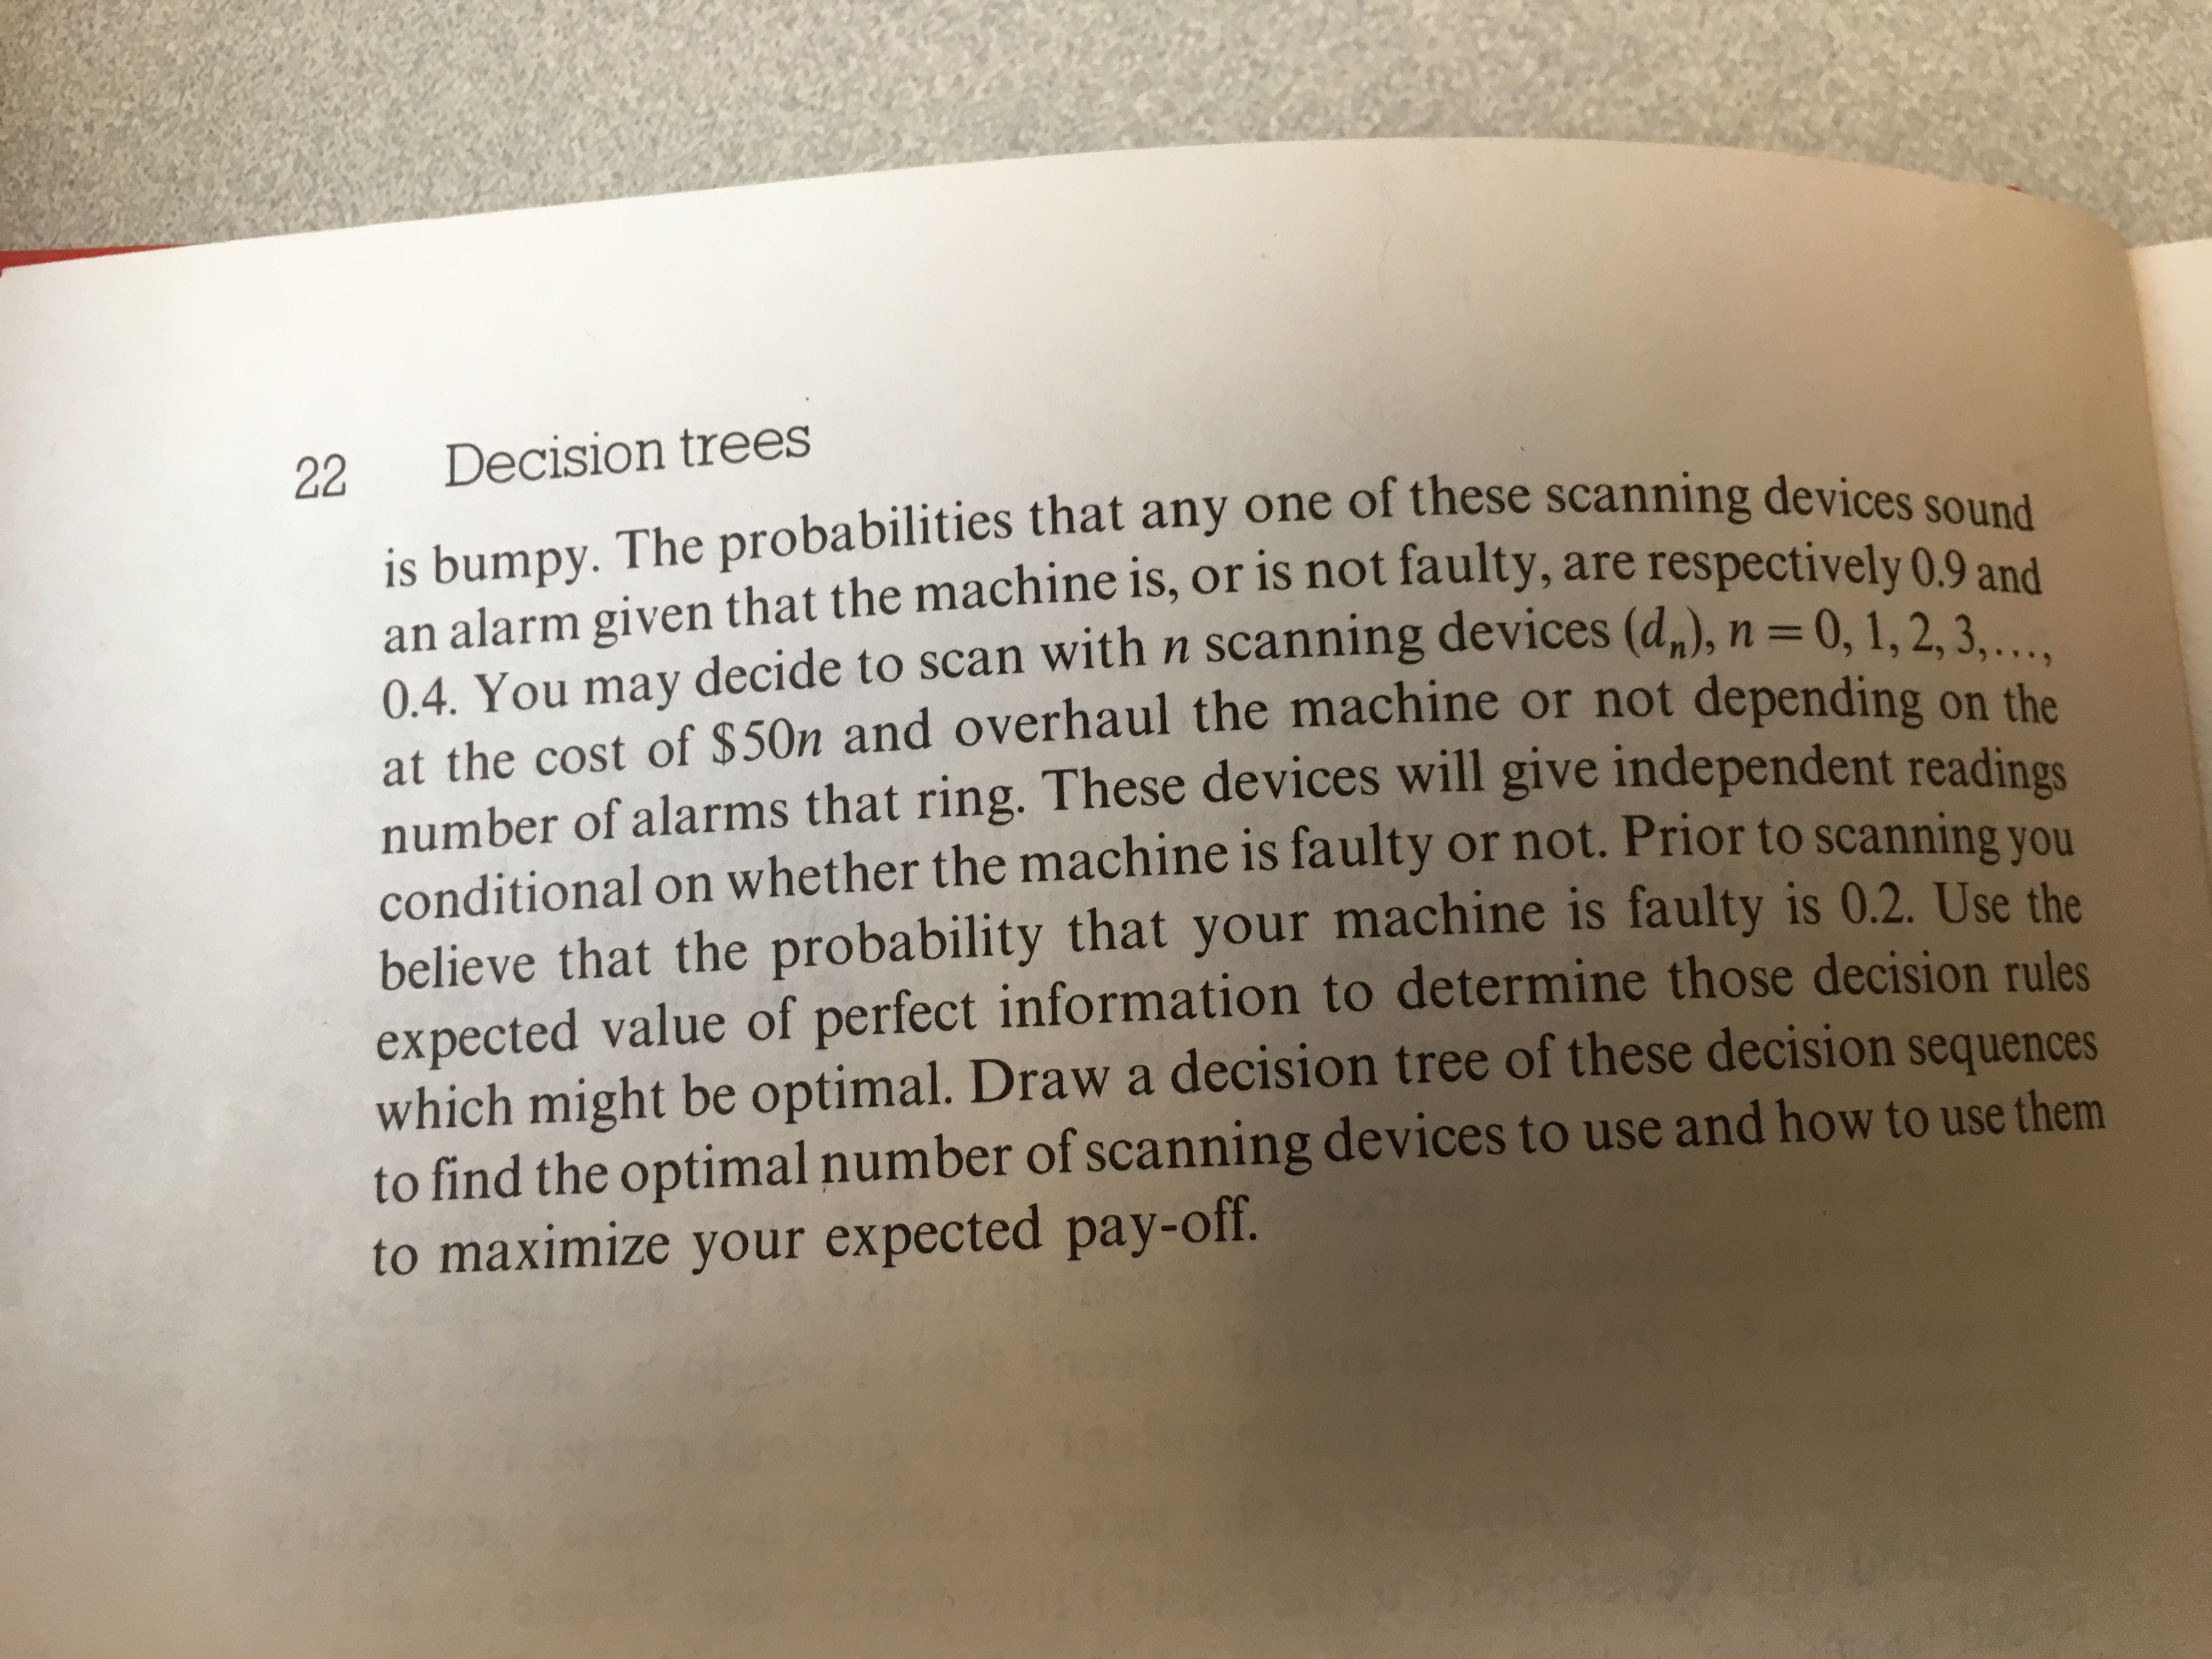 22 Decision trees
is bumpy. The probabilities that any one of these scanning devices sound
an alarm given that the machine is, or is not faulty, are respectively 0.9 and
0.4. You may decide to scan with n scanning devices (dₙ), n = 0, 1, 2, 3,...,
at the cost of $50n and overhaul the machine or not depending on the
number of alarms that ring. These devices will give independent readings
conditional on whether the machine is faulty or not. Prior to scanning you
believe that the probability that your machine is faulty is 0.2. Use the
expected value of perfect information to determine those decision rules
which might be optimal. Draw a decision tree of these decision sequences
to find the optimal number of scanning devices to use and how to use them
to maximize your expected pay-off.